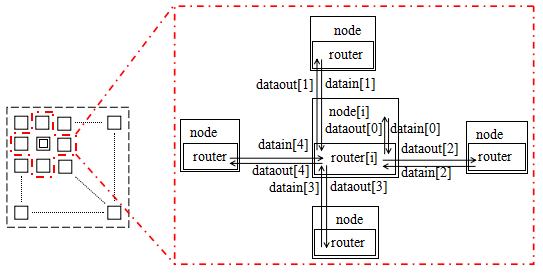 node
router
dataout[1] datain[1]
node[i]
dataout[0] datain[0]
node
router
datain[4]
dataout[4]
router[i]
dataout[2]
datain[2]
node
router
datain[3] dataout[3]
node
router